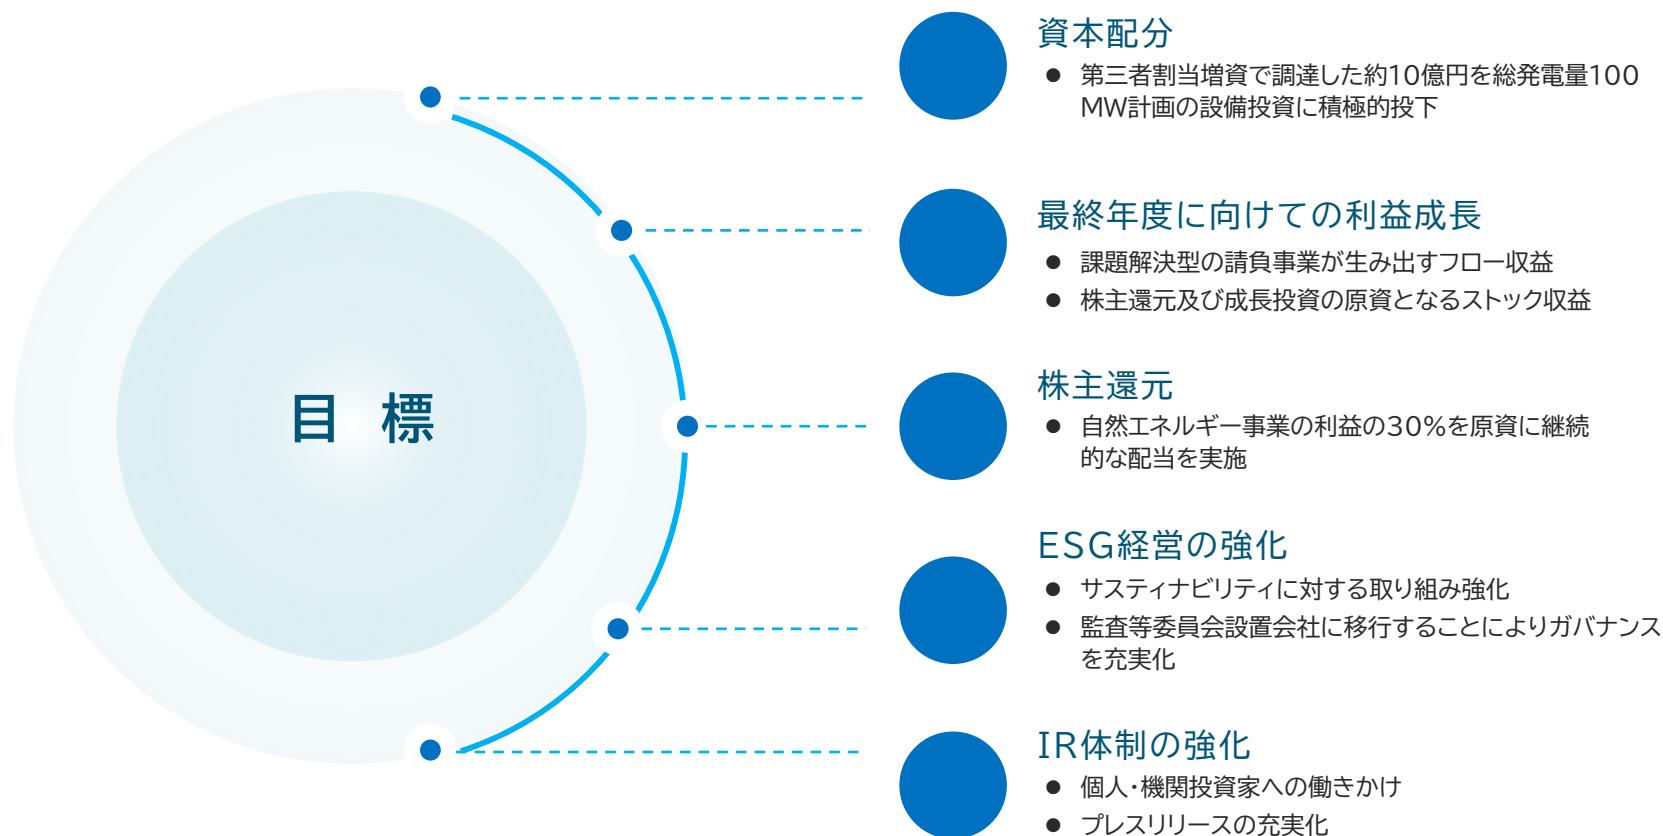 目 標
資本配分
● 第三者割当増資で調達した約10億円を総発電量100
MW計画の設備投資に積極的投下
最終年度に向けての利益成長
● 課題解決型の請負事業が生み出すフロー収益
● 株主還元及び成長投資の原資となるストック収益
株主還元
● 自然エネルギー事業の利益の30%を原資に継続
的な配当を実施
ESG経営の強化
● サスティナビリティに対する取り組み強化
● 監査等委員会設置会社に移行することによりガバナンス
を充実化
IR体制の強化
● 個人・機関投資家への働きかけ
● プレスリリースの充実化